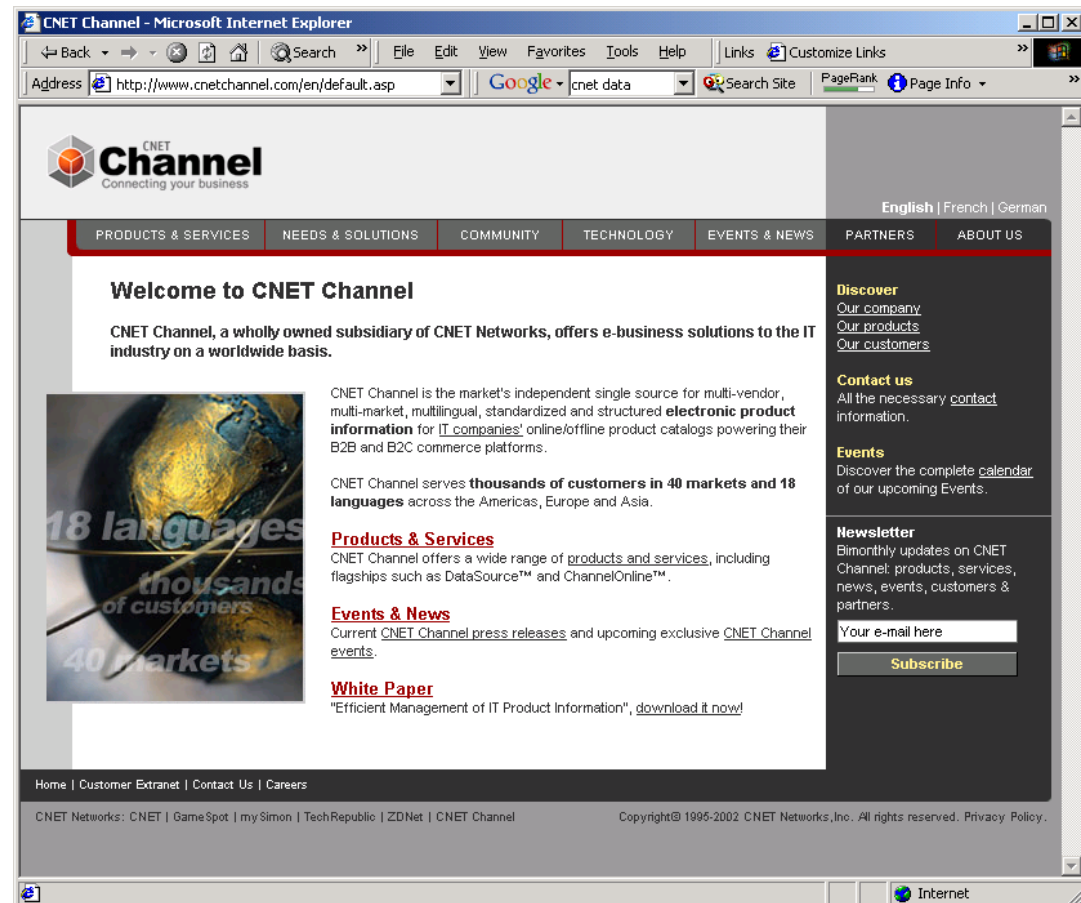 CNET Channel - Microsoft Internet Explorer
Back Search » File Edit View Favorites Tools Help Links Customize Links »
Address http://www.cnetchannel.com/en/default.asp Google cnet data Search Site PageRank Page Info »
CNET
Channel
Connecting your business
English | French | German
PRODUCTS & SERVICES NEEDS & SOLUTIONS COMMUNITY TECHNOLOGY EVENTS & NEWS PARTNERS ABOUT US
Welcome to CNET Channel
CNET Channel, a wholly owned subsidiary of CNET Networks, offers e-business solutions to the IT
industry on a worldwide basis.
18 languages
thousands
of customers
40 markets
CNET Channel is the market's independent single source for multi-vendor,
multi-market, multilingual, standardized and structured electronic product
information for IT companies' online/offline product catalogs powering their
B2B and B2C commerce platforms.
CNET Channel serves thousands of customers in 40 markets and 18
languages across the Americas, Europe and Asia.
Products & Services
CNET Channel offers a wide range of products and services, including
flagships such as DataSource™ and ChannelOnline™.
Events & News
Current CNET Channel press releases and upcoming exclusive CNET Channel
events.
White Paper
"Efficient Management of IT Product Information", download it now!
Discover
Our company
Our products
Our customers
Contact us
All the necessary contact
information.
Events
Discover the complete calendar
of our upcoming Events.
Newsletter
Bimonthly updates on CNET
Channel: products, services,
news, events, customers &
partners.
Your e-mail here
Subscribe
Home | Customer Extranet | Contact Us | Careers
CNET Networks: CNET | GameSpot | mySimon | TechRepublic | ZDNet | CNET Channel
Copyright© 1995-2002 CNET Networks,Inc. All rights reserved. Privacy Policy.
Internet